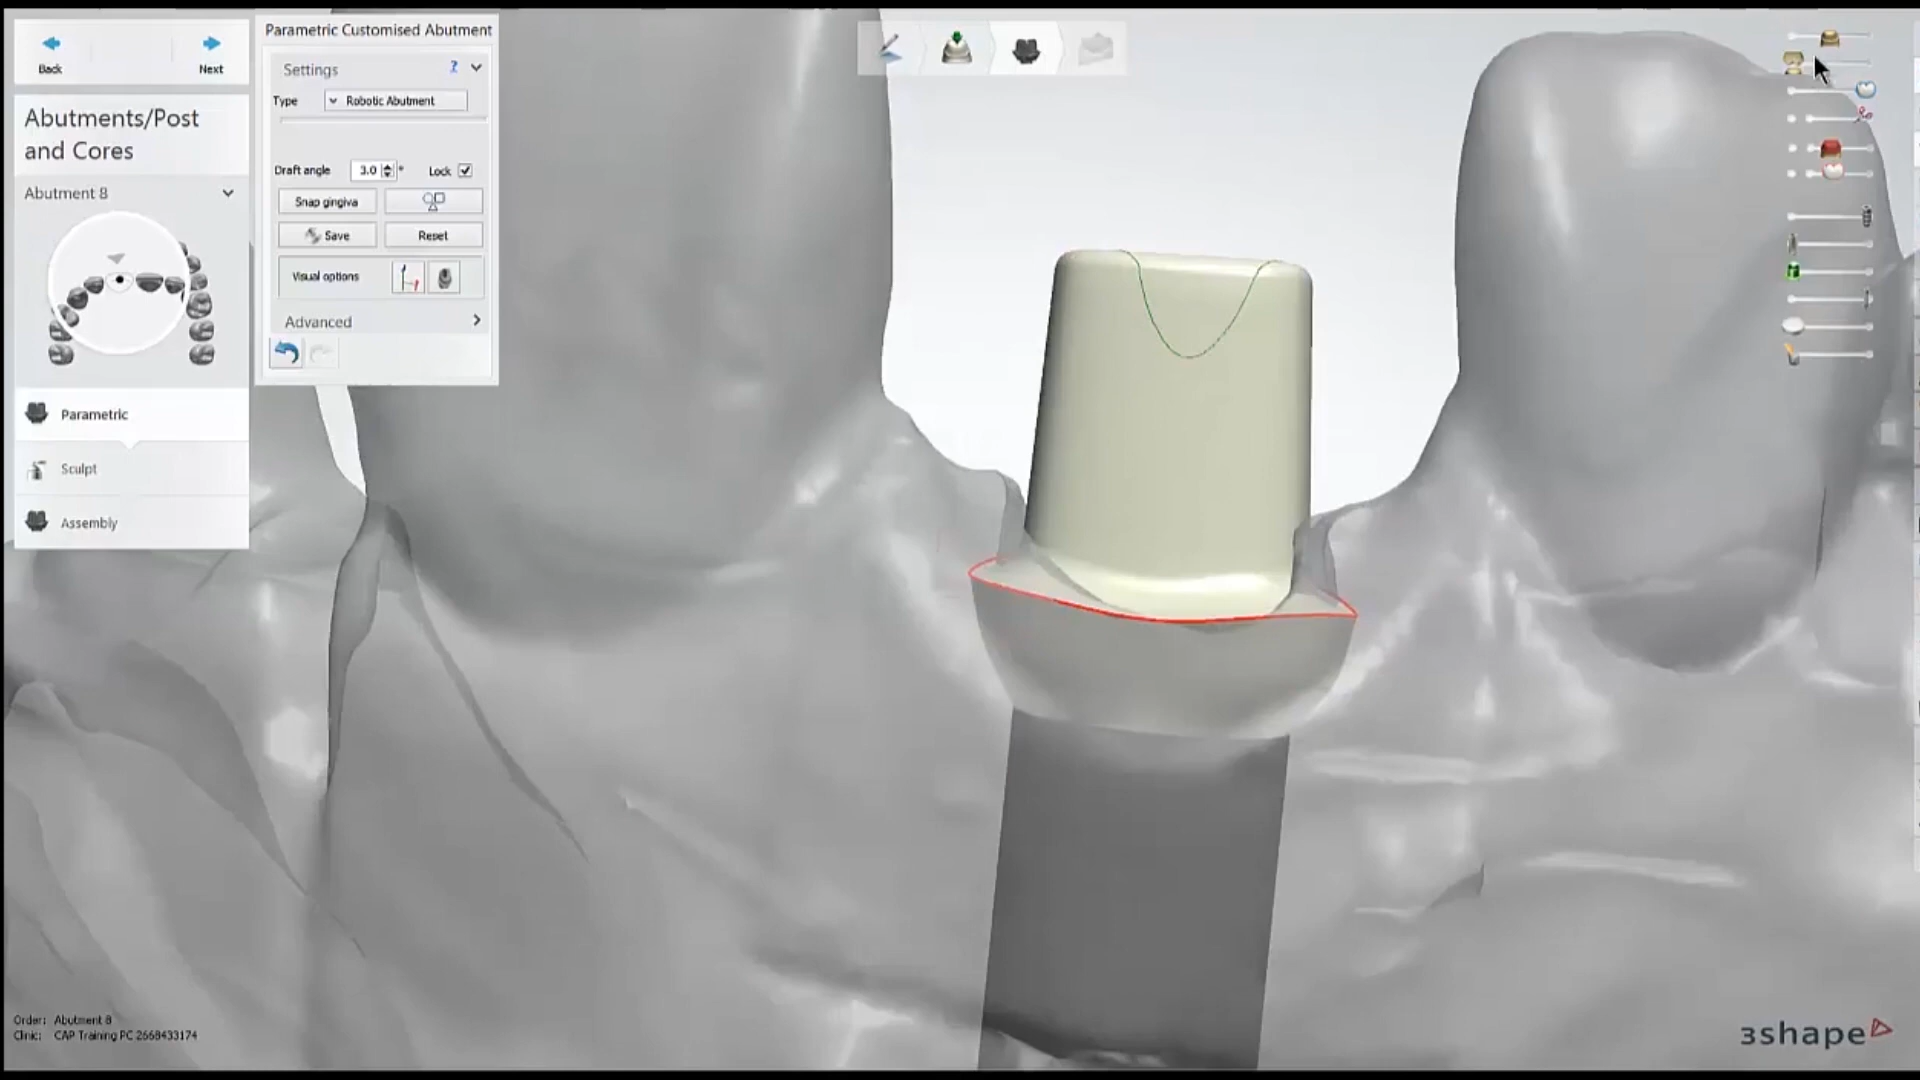 Back
Next
Abutments/Post
and Cores
Abutment 8
Parametric
Sculpt
Assembly
Parametric Customised Abutment
Settings
?
Type
Robotic Abutment
Draft angle
3.0
°
Lock
Snap gingiva
Save
Reset
Visual options
Advanced
Order: Abutment 8
Clinic: CAP Training PC 2668433174
3shape